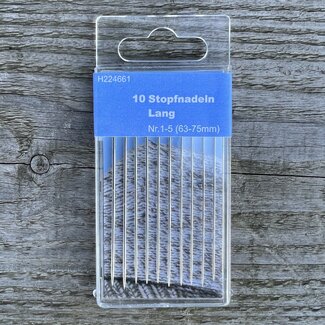 H224661
10 Stopfnadeln
Lang
Nr.1-5 (63-75mm)